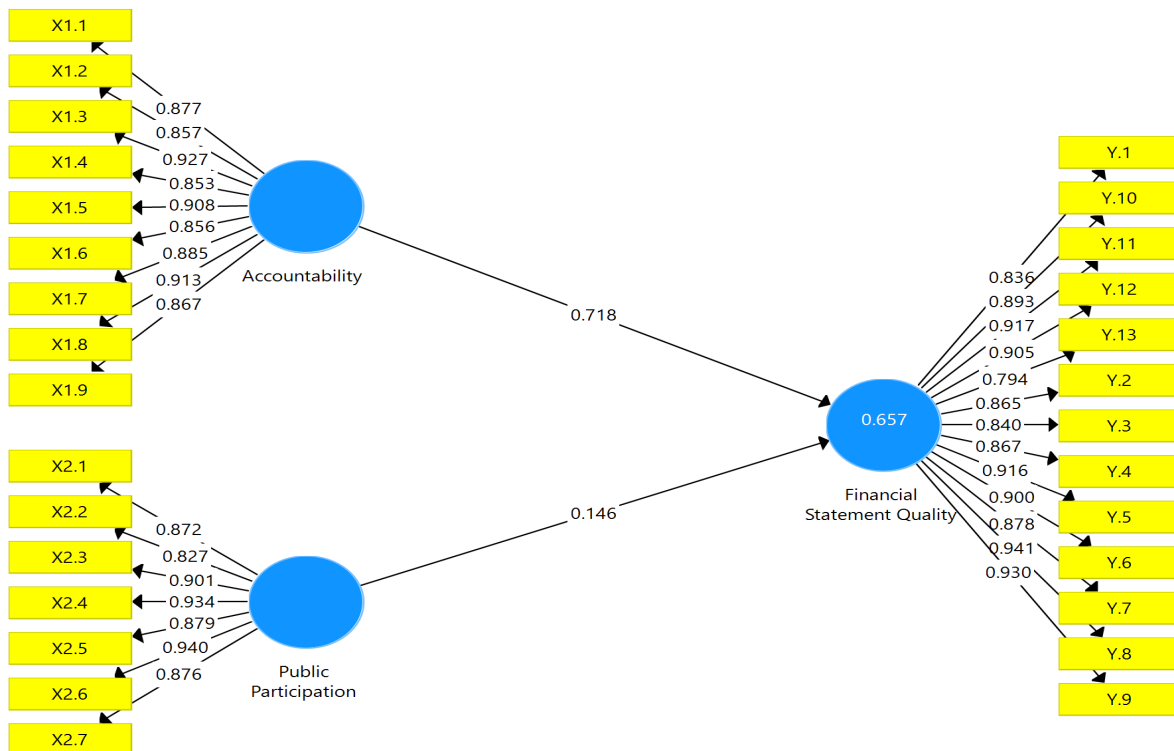 X1.1
X1.2
X1.3
X1.4
X1.5
X1.6
X1.7
X1.8
X1.9
0.877
0.857
0.927
0.853
0.908
0.856
0.885
0.913
0.867
Accountability
X2.1
X2.2
X2.3
X2.4
X2.5
X2.6
X2.7
0.872
0.827
0.901
0.934
0.879
0.940
0.876
Public
Participation
0.718
0.146
0.657
Financial
Statement Quality
0.836
0.893
0.917
0.905
0.794
0.865
0.840
0.867
0.916
0.900
0.878
0.941
0.930
Y.1
Y.10
Y.11
Y.12
Y.13
Y.2
Y.3
Y.4
Y.5
Y.6
Y.7
Y.8
Y.9